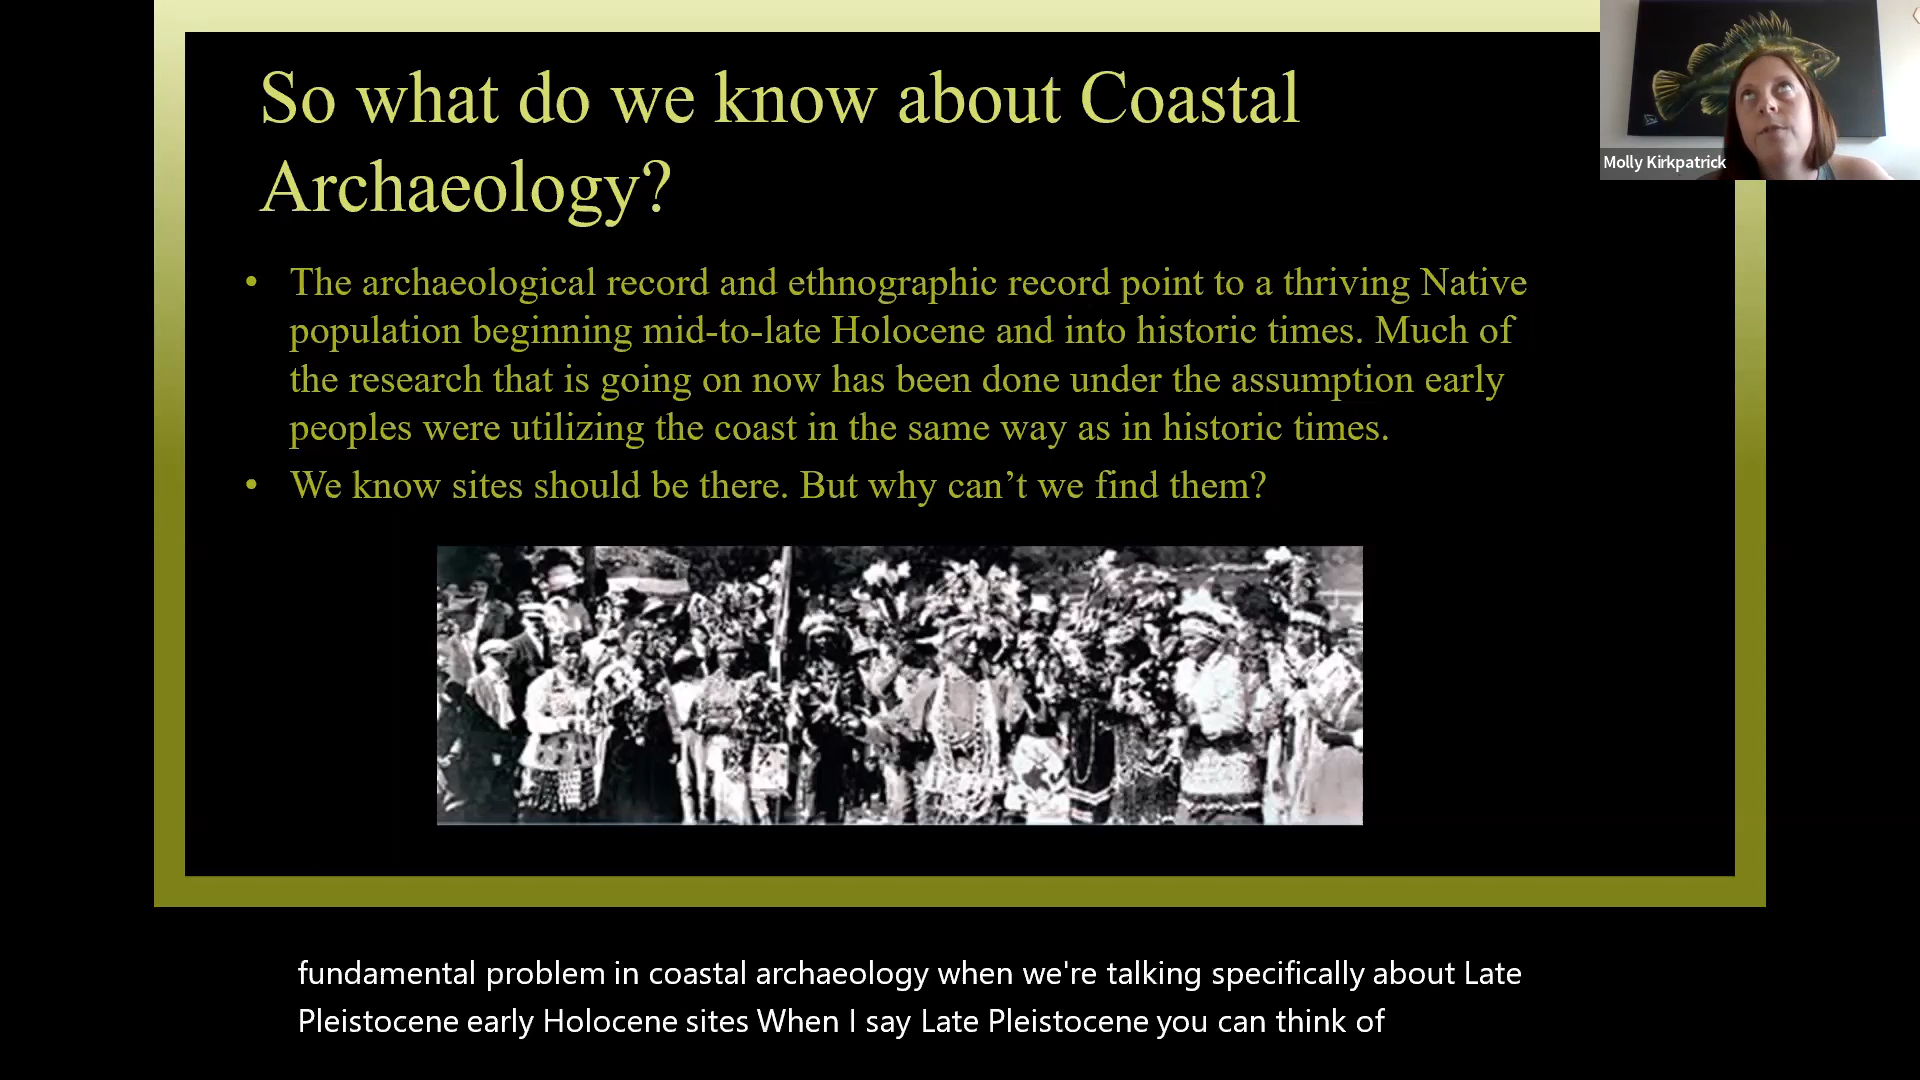 So what do we know about Coastal
Archaeology?
Molly Kirkpatrick
• The archaeological record and ethnographic record point to a thriving Native
population beginning mid-to-late Holocene and into historic times. Much of
the research that is going on now has been done under the assumption early
peoples were utilizing the coast in the same way as in historic times.
• We know sites should be there. But why can’t we find them?
fundamental problem in coastal archaeology when we're talking specifically about Late
Pleistocene early Holocene sites When I say Late Pleistocene you can think of